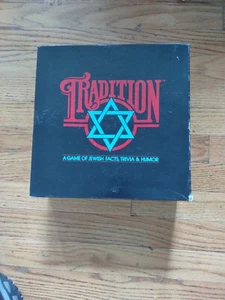 TRADITION
A GAME OF JEWISH FACTS, TRIVIA & HUMOR